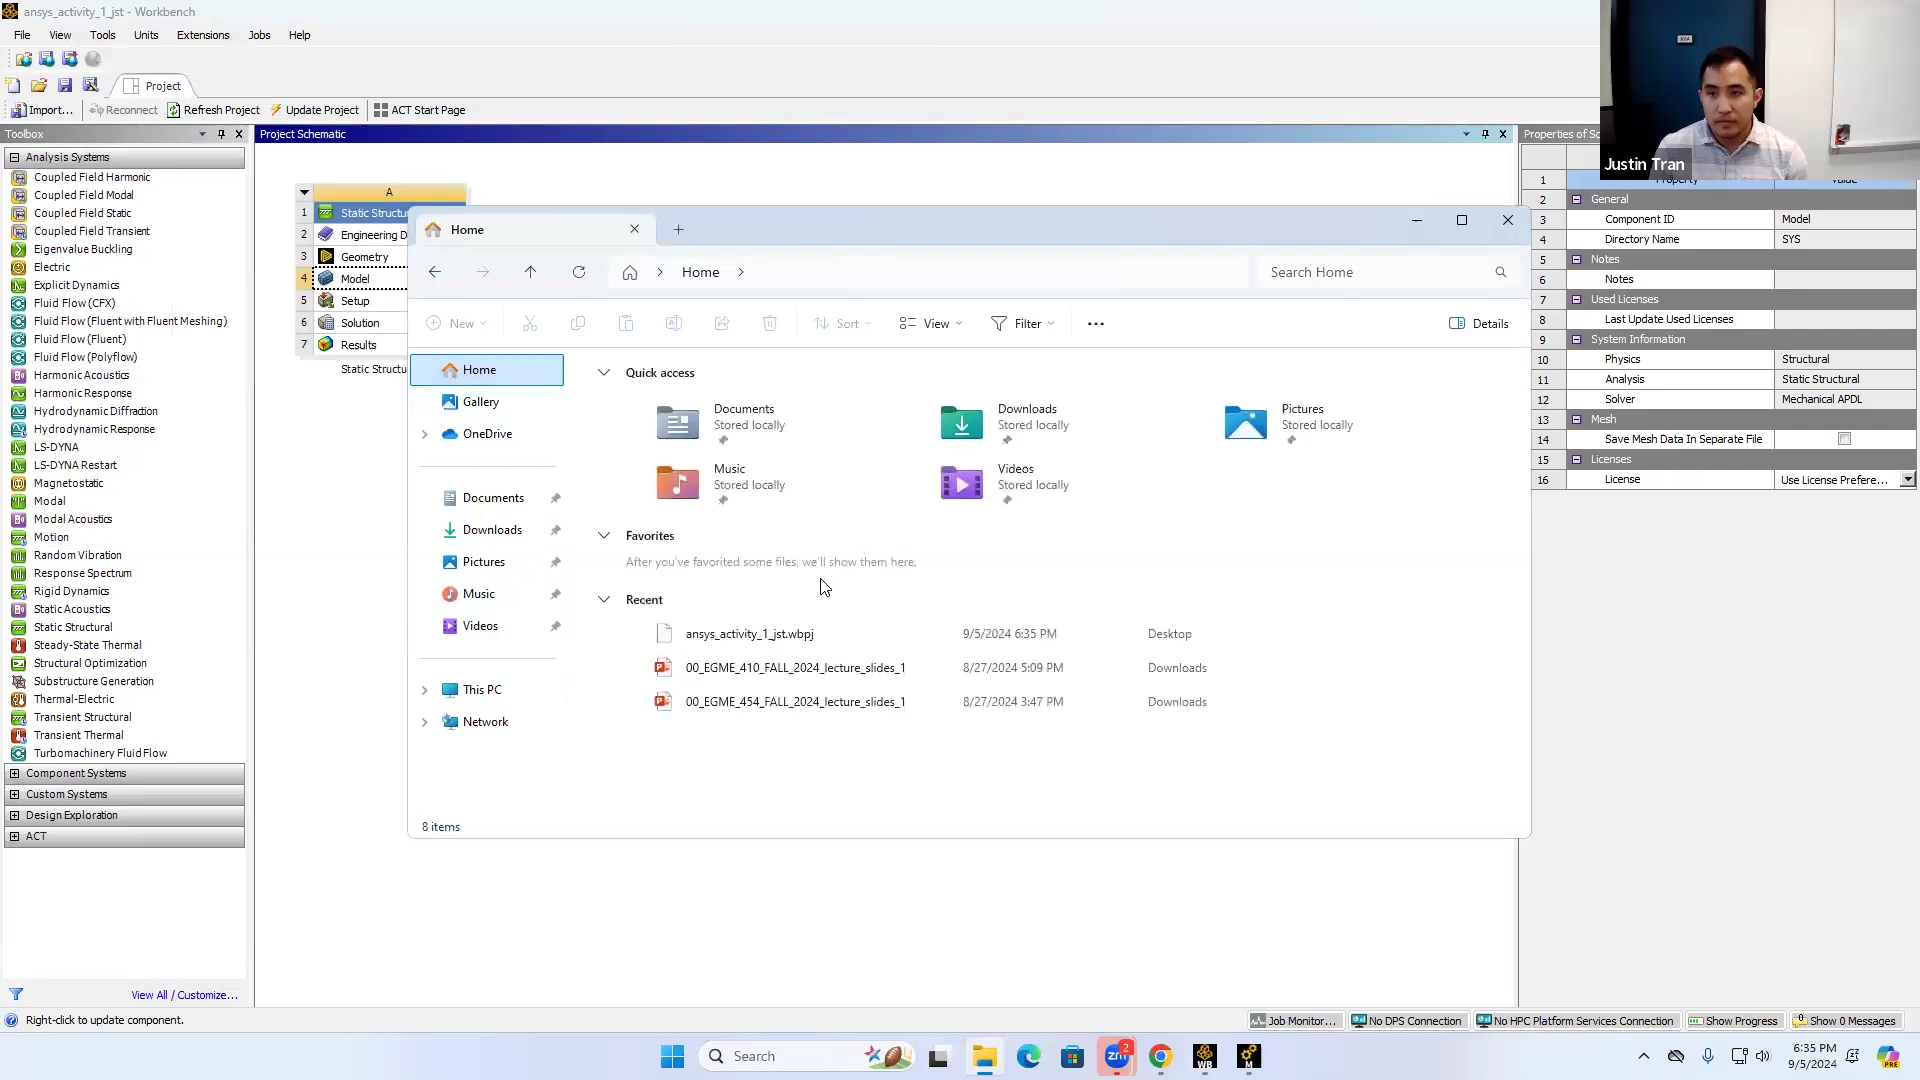 ansys_activity_1_jst - Workbench
File View Tools Units Extensions Jobs Help
Project
Import... Reconnect Refresh Project Update Project ACT Start Page
Toolbox
Analysis Systems
Coupled Field Harmonic
Coupled Field Modal
Coupled Field Static
Coupled Field Transient
Eigenvalue Buckling
Electric
Explicit Dynamics
Fluid Flow (CFX)
Fluid Flow (Fluent with Fluent Meshing)
Fluid Flow (Fluent)
Fluid Flow (Polyflow)
Harmonic Acoustics
Harmonic Response
Hydrodynamic Diffraction
Hydrodynamic Response
LS-DYNA
LS-DYNA Restart
Magnetostatic
Modal
Modal Acoustics
Motion
Random Vibration
Response Spectrum
Rigid Dynamics
Static Acoustics
Static Structural
Steady-State Thermal
Structural Optimization
Substructure Generation
Thermal-Electric
Transient Structural
Transient Thermal
Turbomachinery Fluid Flow
Component Systems
Custom Systems
Design Exploration
ACT
View All / Customize...
Project Schematic
A
1 Static Structu
2 Engineering D
3 Geometry
4 Model
5 Setup
6 Solution
7 Results
Static Structu
Home
Home
Search Home
New Sort View Filter Details
Home
Gallery
OneDrive
Documents
Downloads
Pictures
Music
Videos
This PC
Network
Quick access
Documents
Stored locally
Downloads
Stored locally
Pictures
Stored locally
Music
Stored locally
Videos
Stored locally
Favorites
After you've favorited some files, we'll show them here.
Recent
ansys_activity_1_jst.wbpj 9/5/2024 6:35 PM Desktop
00_EGME_410_FALL_2024_lecture_slides_1 8/27/2024 5:09 PM Downloads
00_EGME_454_FALL_2024_lecture_slides_1 8/27/2024 3:47 PM Downloads
8 items
Properties of Sc
Justin Tran
1 Property Value
2 General
3 Component ID Model
4 Directory Name SYS
5 Notes
6 Notes
7 Used Licenses
8 Last Update Used Licenses
9 System Information
10 Physics Structural
11 Analysis Static Structural
12 Solver Mechanical APDL
13 Mesh
14 Save Mesh Data In Separate File
15 Licenses
16 License Use License Prefere...
Right-click to update component.
Job Monitor... No DPS Connection No HPC Platform Services Connection Show Progress Show 0 Messages
Search
zm
2
WB
M
6:35 PM
9/5/2024
PRE